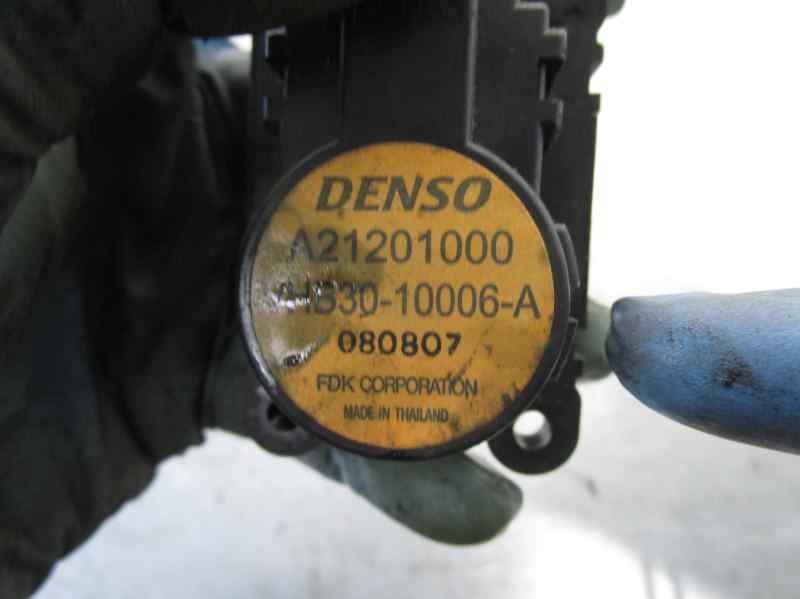 DENSO
A21201000
080807
FDK CORPORATION
MADE IN THAILAND